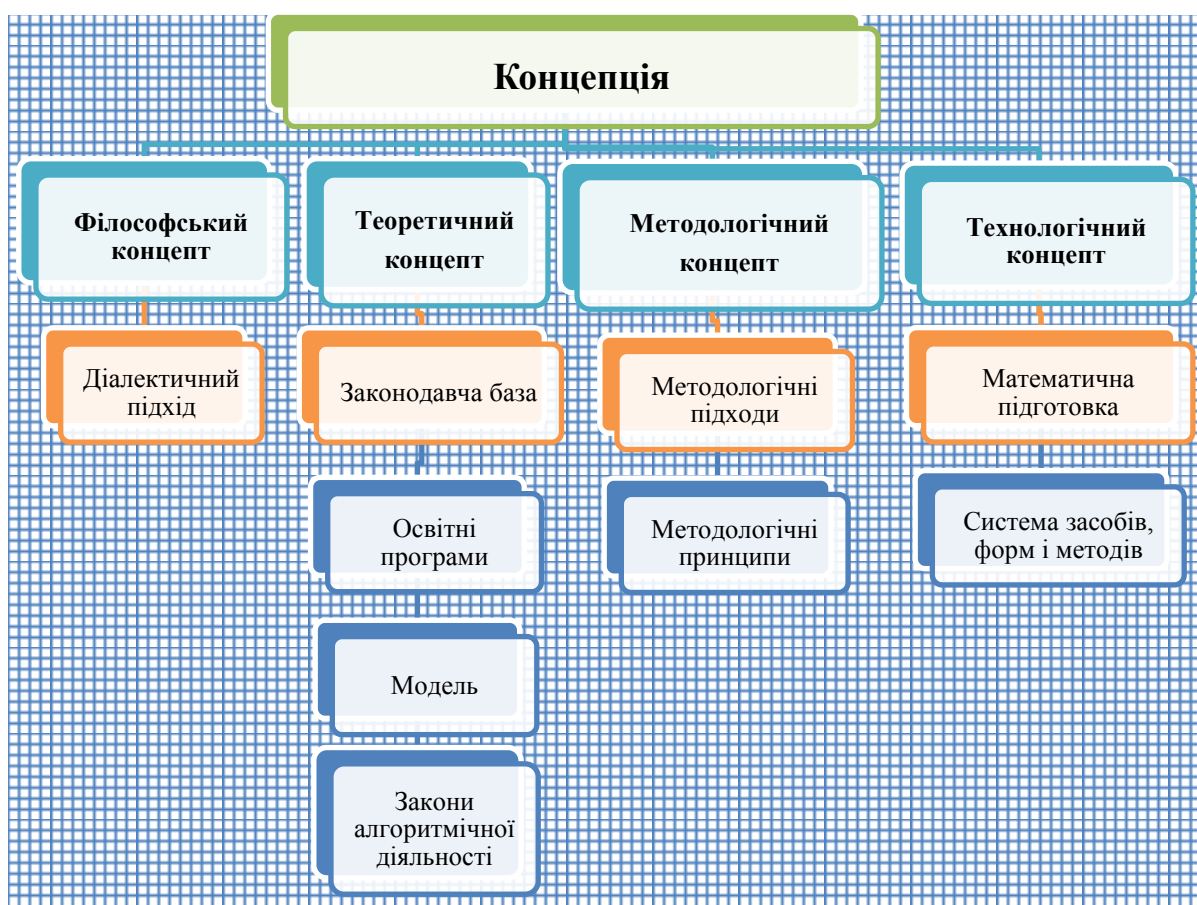 Концепція
Філософський
концепт
Теоретичний
концепт
Методологічний
концепт
Технологічний
концепт
Діалектичний
підхід
Законодавча база
Методологічні
підходи
Математична
підготовка
Освітні
програми
Методологічні
принципи
Система засобів,
форм і методів
Модель
Закони
алгоритмічної
діяльності